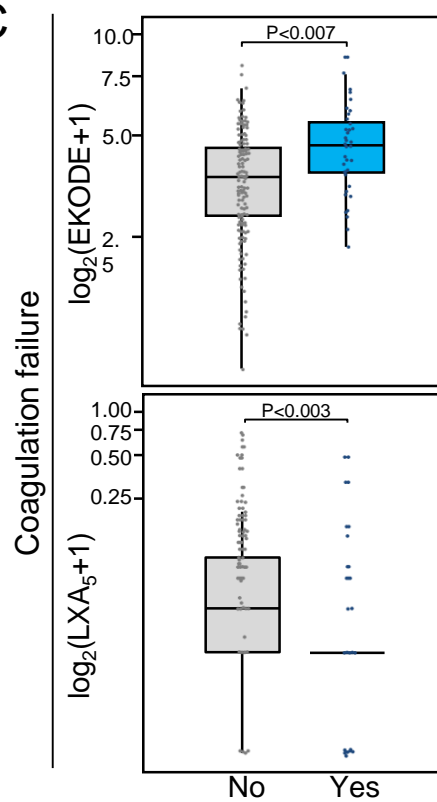 C
Coagulation failure
log₂(EKODE+1)
10.0
7.5
5.0
2.
5
P<0.007
log₂(LXA₅+1)
1.00
0.75
0.50
0.25
P<0.003
No
Yes